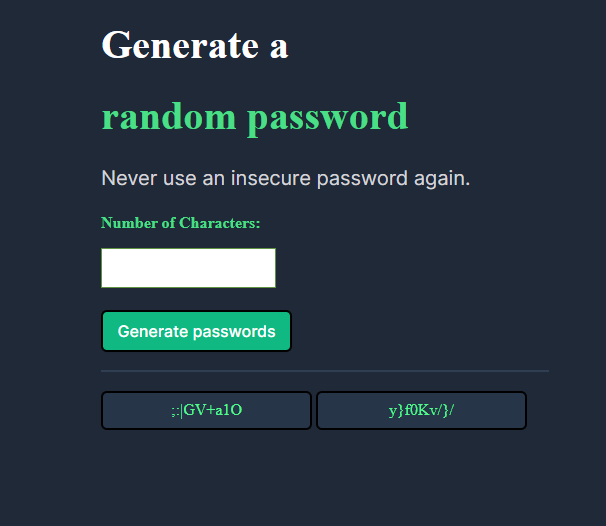 Generate a
random password
Never use an insecure password again.
Number of Characters:
Generate passwords
;:|GV+a1O
y}f0Kv/}/